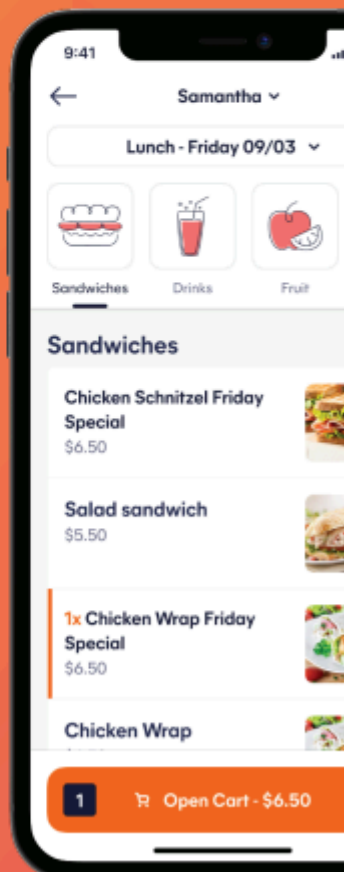 9:41
Samantha
Lunch - Friday 09/03
Sandwiches
Drinks
Fruit
Sandwiches
Chicken Schnitzel Friday
Special
$6.50
Salad sandwich
$5.50
1x Chicken Wrap Friday
Special
$6.50
Chicken Wrap
1
Open Cart - $6.50